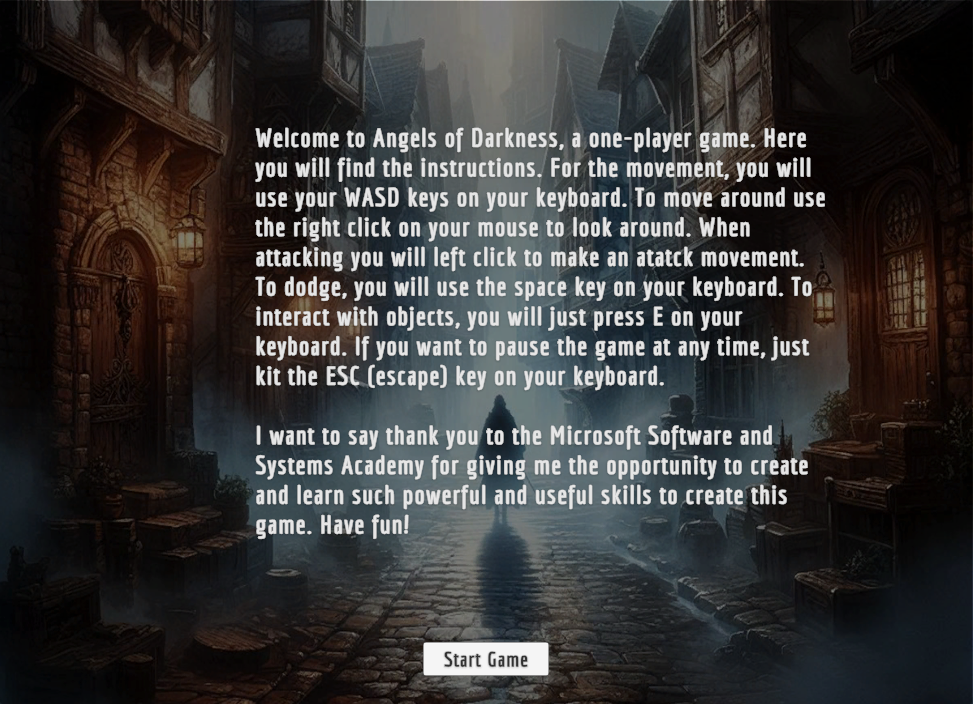 Welcome to Angels of Darkness, a one-player game. Here
you will find the instructions. For the movement, you will
use your WASD keys on your keyboard. To move around use
the right click on your mouse to look around. When
attacking you will left click to make an atatck movement.
To dodge, you will use the space key on your keyboard. To
interact with objects, you will just press E on your
keyboard. If you want to pause the game at any time, just
kit the ESC (escape) key on your keyboard.
I want to say thank you to the Microsoft Software and
Systems Academy for giving me the opportunity to create
and learn such powerful and useful skills to create this
game. Have fun!
Start Game